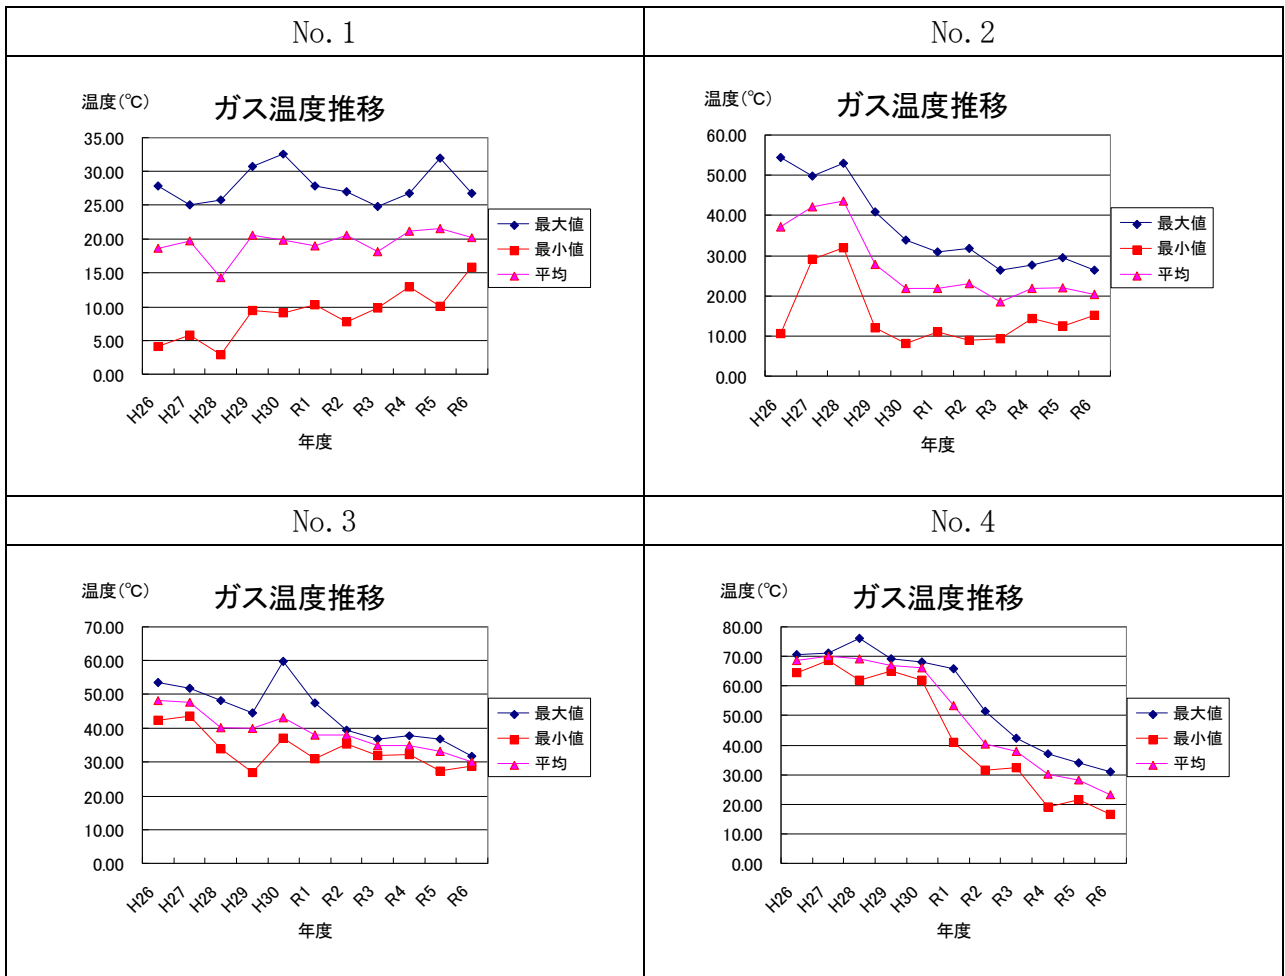 No. 1
No. 2
温度(℃)
ガス温度推移
35.00
30.00
25.00
20.00
15.00
10.00
5.00
0.00
H26
H27
H28
H29
H30
R1
R2
R3
R4
R5
R6
年度
最大値
最小値
平均
温度(℃)
ガス温度推移
60.00
50.00
40.00
30.00
20.00
10.00
0.00
H26
H27
H28
H29
H30
R1
R2
R3
R4
R5
R6
年度
最大値
最小値
平均
No. 3
No. 4
温度(℃)
ガス温度推移
70.00
60.00
50.00
40.00
30.00
20.00
10.00
0.00
H26
H27
H28
H29
H30
R1
R2
R3
R4
R5
R6
年度
最大値
最小値
平均
温度(℃)
ガス温度推移
80.00
70.00
60.00
50.00
40.00
30.00
20.00
10.00
0.00
H26
H27
H28
H29
H30
R1
R2
R3
R4
R5
R6
年度
最大値
最小値
平均